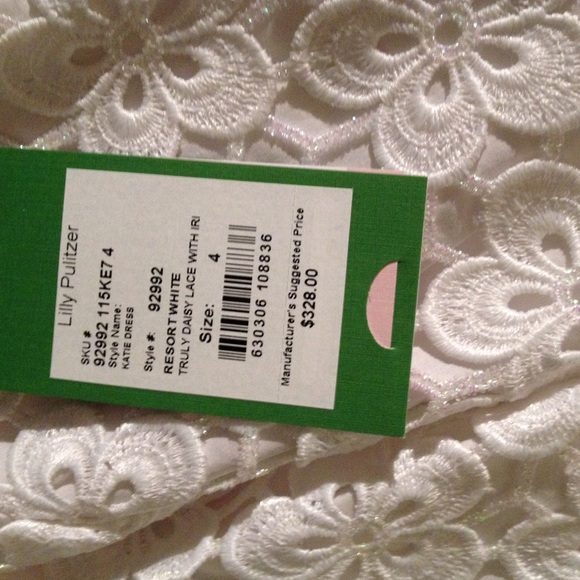 Lilly Pulitzer
SKU #
92992 115KE7 4
Style Name:
KATIE DRESS
Style #: 92992
RESORT WHITE
TRULY DAISY LACE WITH IRI
Size: 4
630306 108836
Manufacturer's Suggested Price
$328.00